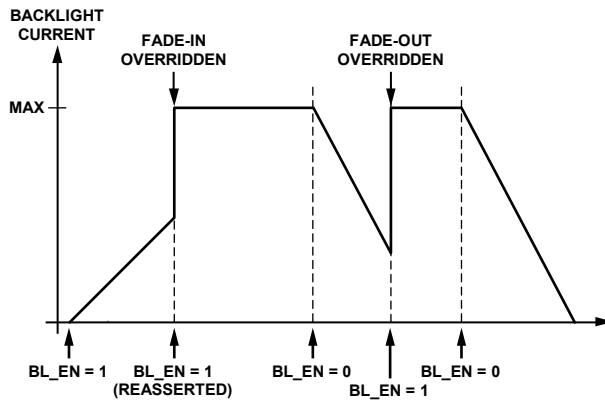 BACKLIGHT
CURRENT
FADE-IN
OVERRIDDEN
FADE-OUT
OVERRIDDEN
MAX
BL_EN = 1
BL_EN = 1
(REASSERTED)
BL_EN = 0
BL_EN = 1
BL_EN = 0